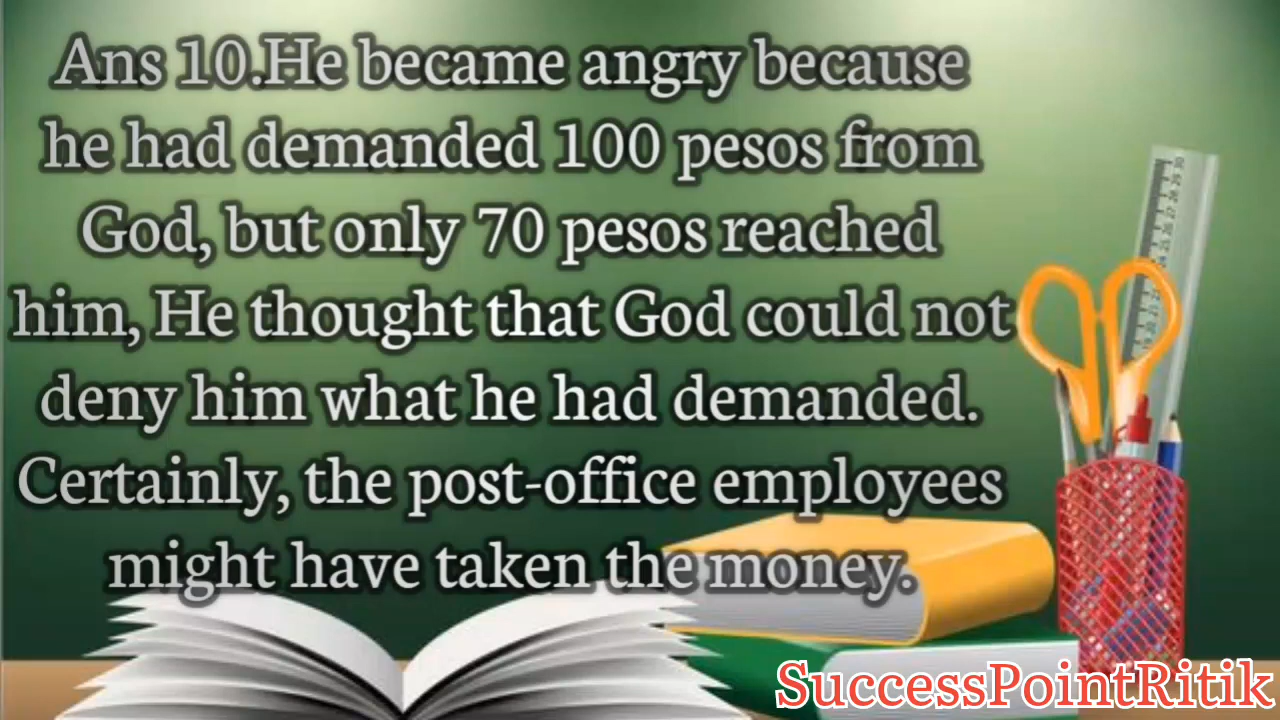 Ans 10.He became angry because
he had demanded 100 pesos from
God, but only 70 pesos reached
him, He thought that God could not
deny him what he had demanded.
Certainly, the post-office employees
might have taken the money.
SuccessPointRitik